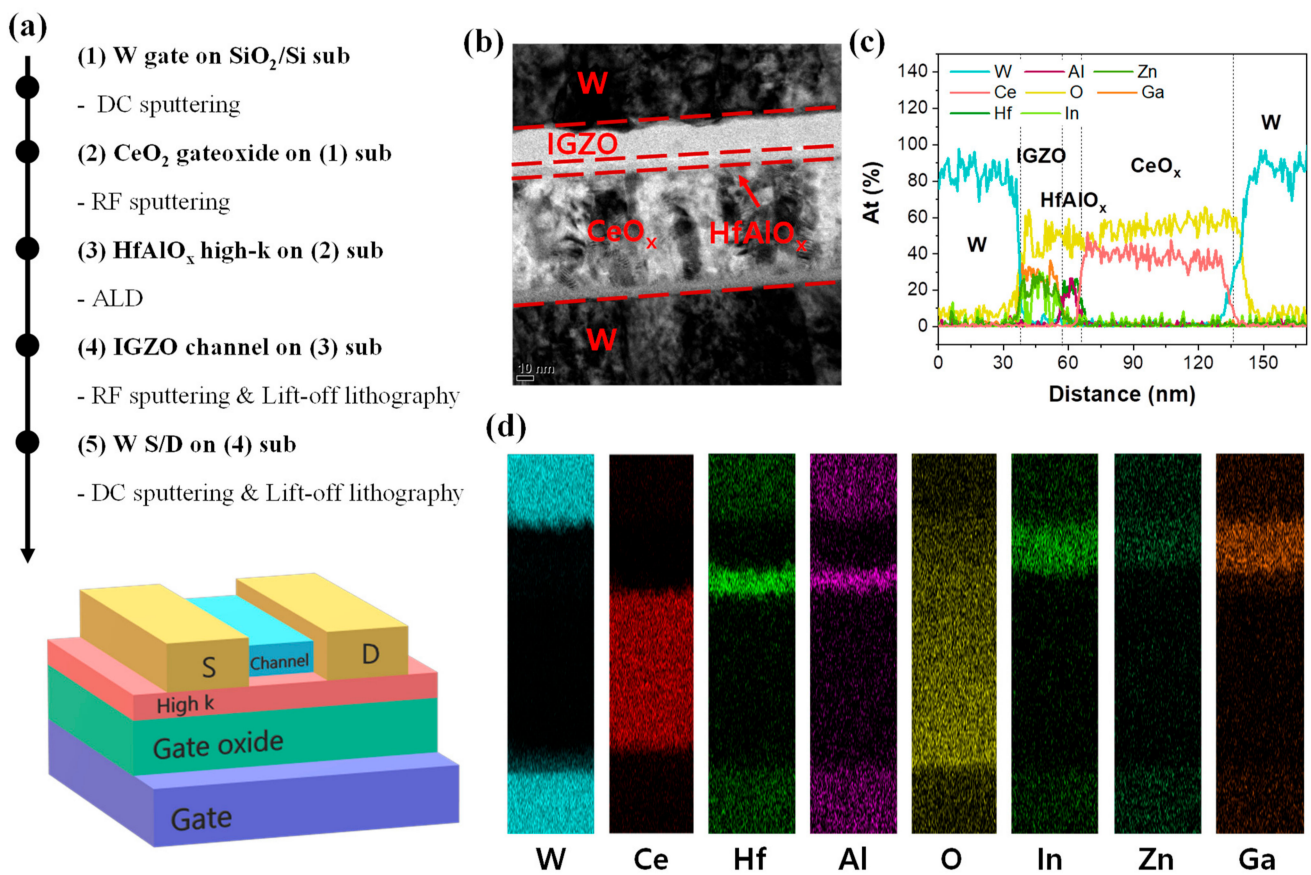 (a)
(1) W gate on SiO₂/Si sub
- DC sputtering
(2) CeO₂ gateoxide on (1) sub
- RF sputtering
(3) HfAlOₓ high-k on (2) sub
- ALD
(4) IGZO channel on (3) sub
- RF sputtering & Lift-off lithography
(5) W S/D on (4) sub
- DC sputtering & Lift-off lithography
S
Channel
D
High k
Gate oxide
Gate
(b)
W
IGZO
CeOₓ
HfAlOₓ
W
10 nm
(c)
At (%)
140
120
100
80
60
40
20
0
W
Ce
Hf
Al
O
In
Zn
Ga
W
IGZO
HfAlOₓ
CeOₓ
W
0 30 60 90 120 150
Distance (nm)
(d)
W Ce Hf Al O In Zn Ga